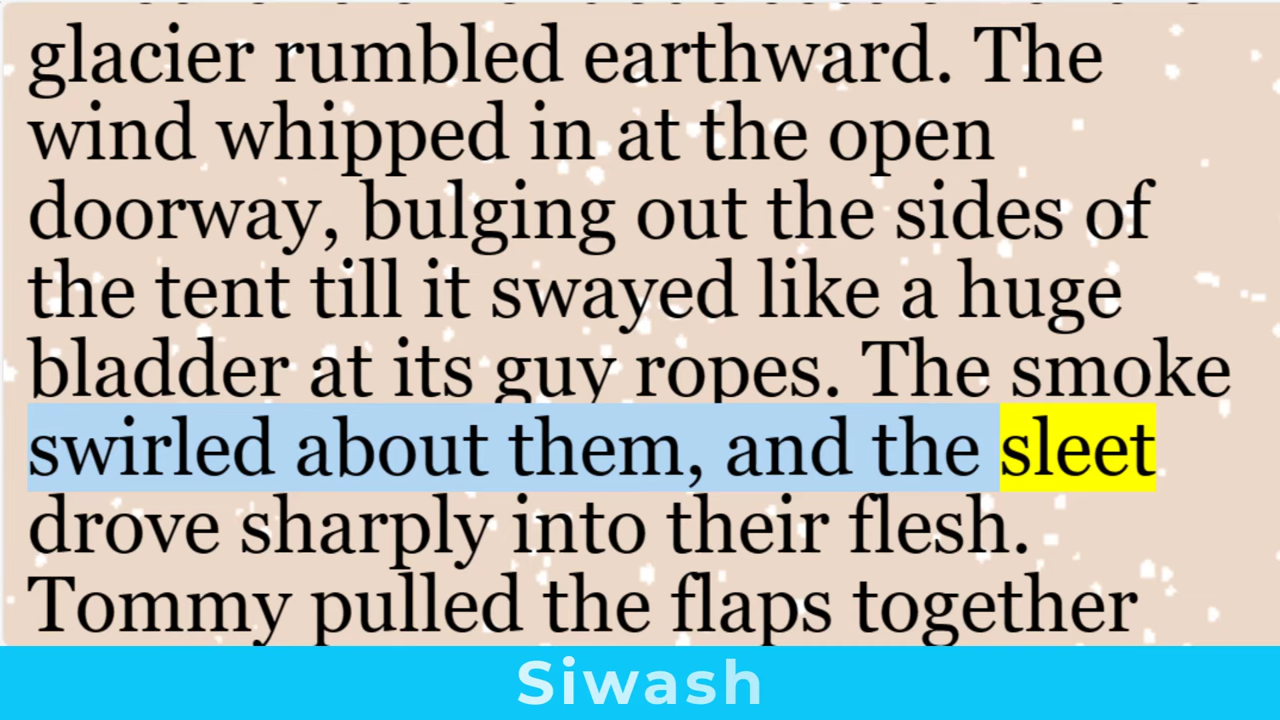 glacier rumbled earthward. The
wind whipped in at the open
doorway, bulging out the sides of
the tent till it swayed like a huge
bladder at its guy ropes. The smoke
swirled about them, and the sleet
drove sharply into their flesh.
Tommy pulled the flaps together
Siwash